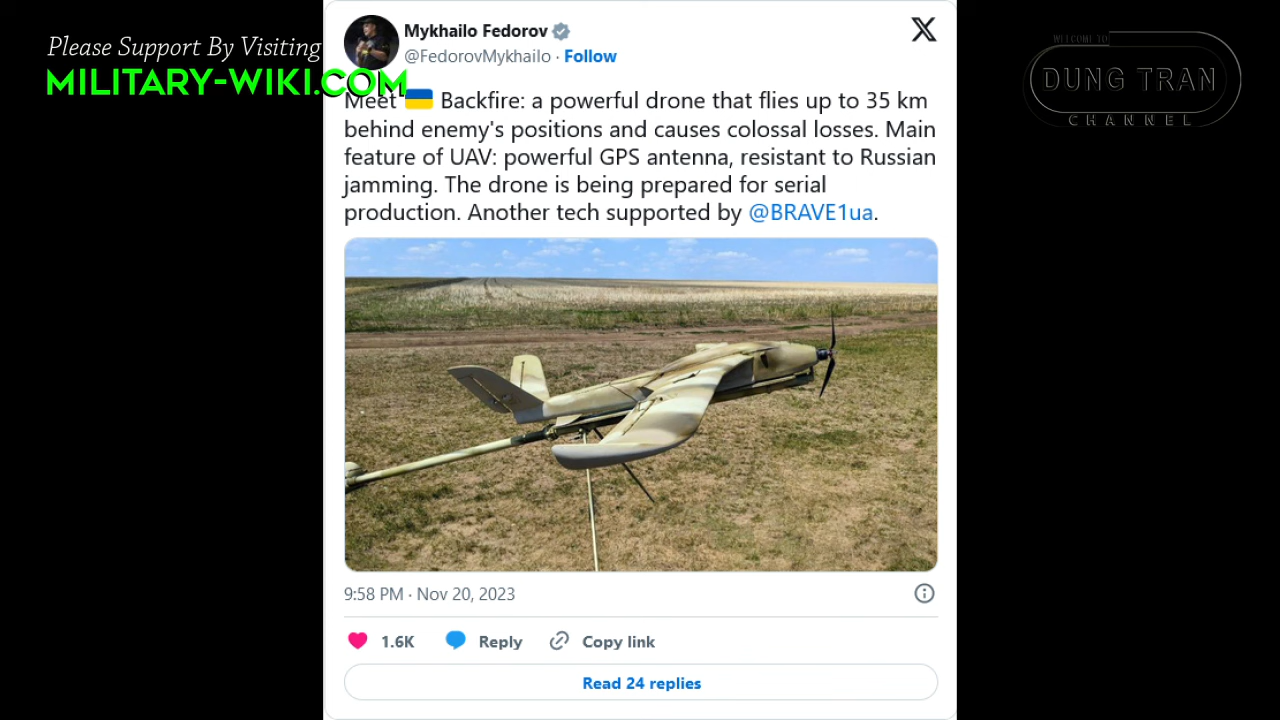 Please Support By Visiting
MILITARY-WIKI.COM
WELCOME TO
DUNG TRAN
CHANNEL
Mykhailo Fedorov
@FedorovMykhailo · Follow
X
Meet 🇺🇦 Backfire: a powerful drone that flies up to 35 km
behind enemy's positions and causes colossal losses. Main
feature of UAV: powerful GPS antenna, resistant to Russian
jamming. The drone is being prepared for serial
production. Another tech supported by @BRAVE1ua.
9:58 PM · Nov 20, 2023
1.6K Reply Copy link
Read 24 replies